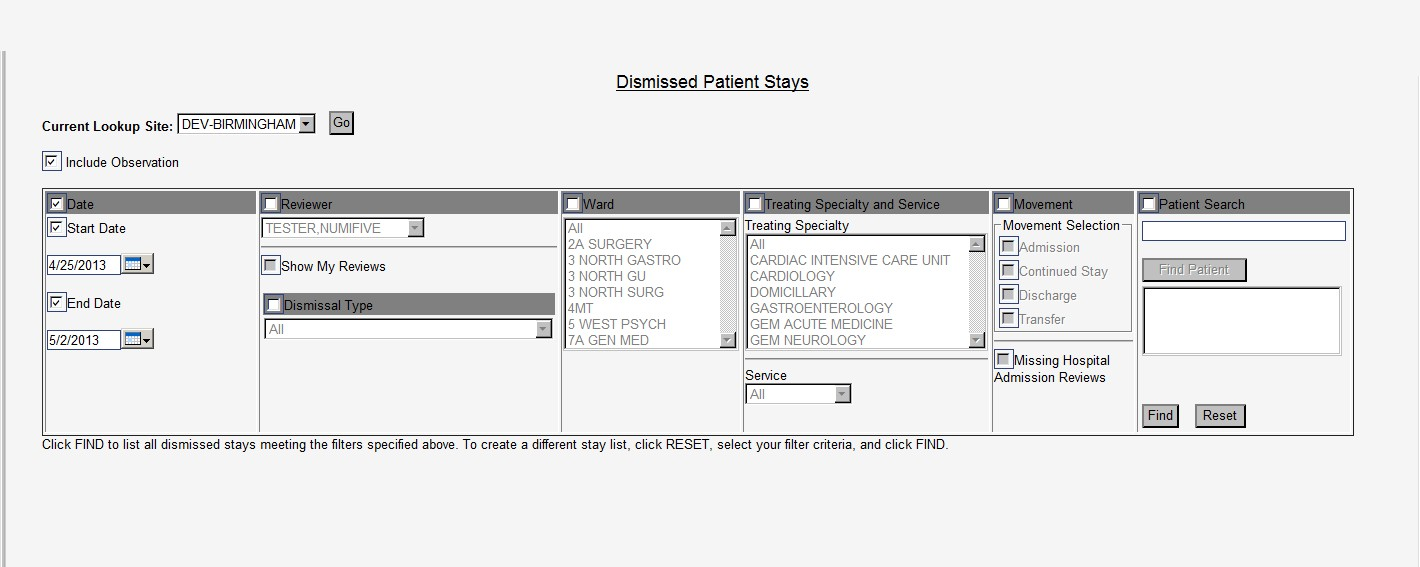 Dismissed Patient Stays
Current Lookup Site: DEV-BIRMINGHAM Go
Include Observation
Date
Start Date
4/25/2013
End Date
5/2/2013
Reviewer
TESTER,NUMIFIVE
Show My Reviews
Dismissal Type
All
Ward
All
2A SURGERY
3 NORTH GASTRO
3 NORTH GU
3 NORTH SURG
4MT
5 WEST PSYCH
7A GEN MED
Treating Specialty and Service
Treating Specialty
All
CARDIAC INTENSIVE CARE UNIT
CARDIOLOGY
DOMICILLARY
GASTROENTEROLOGY
GEM ACUTE MEDICINE
GEM NEUROLOGY
Service
All
Movement
Movement Selection
Admission
Continued Stay
Discharge
Transfer
Missing Hospital
Admission Reviews
Patient Search
Find Patient
Find Reset
Click FIND to list all dismissed stays meeting the filters specified above. To create a different stay list, click RESET, select your filter criteria, and click FIND.